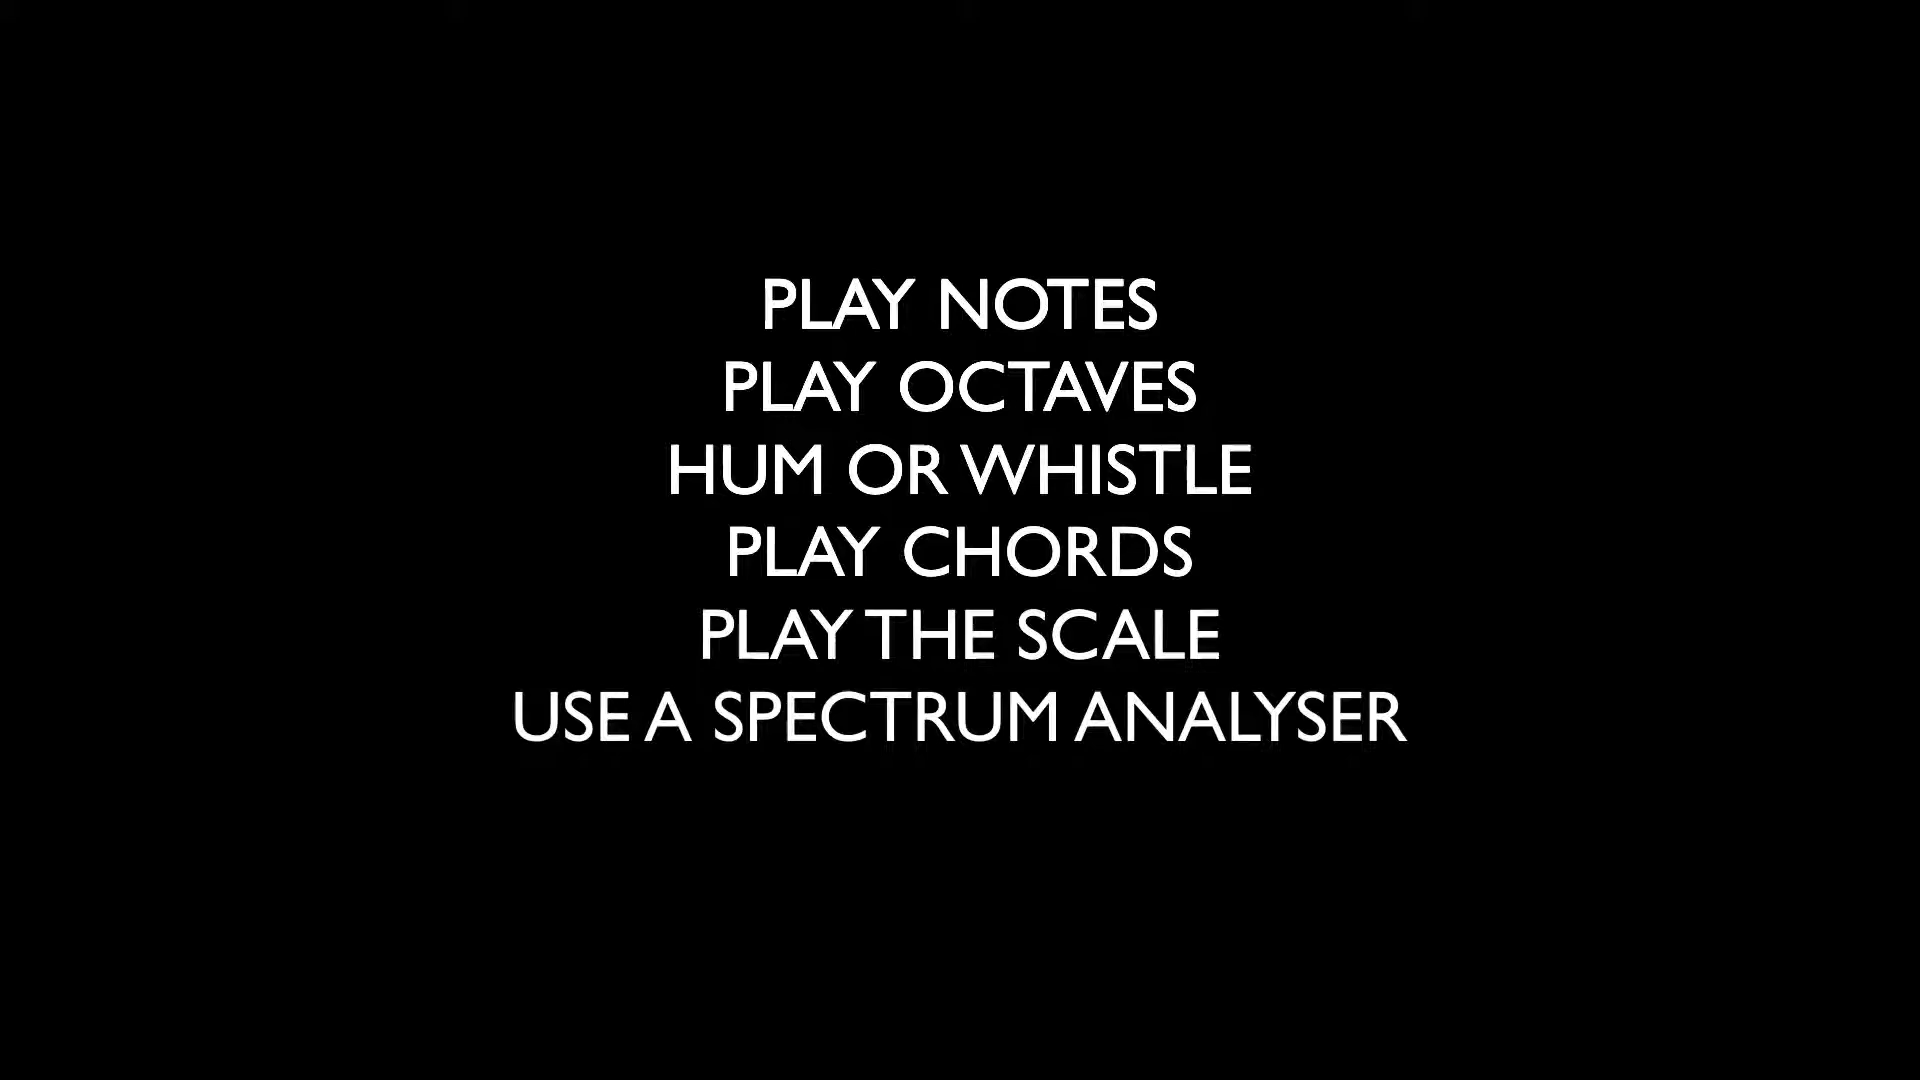 PLAY NOTES
PLAY OCTAVES
HUM OR WHISTLE
PLAY CHORDS
PLAY THE SCALE
USE A SPECTRUM ANALYSER